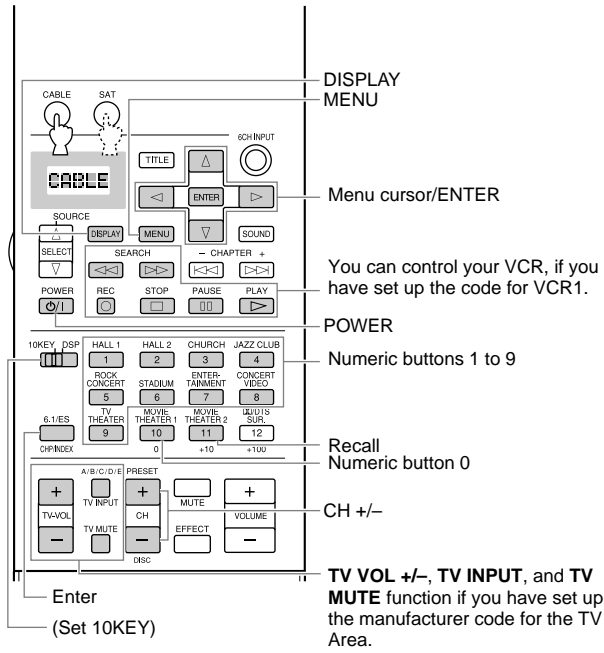 DISPLAY
MENU
CABLE SAT
6CH INPUT
TITLE
CABLE
ENTER
Menu cursor/ENTER
SOURCE
SELECT
DISPLAY MENU SOUND
SEARCH – CHAPTER +
You can control your VCR, if you
have set up the code for VCR1.
POWER REC STOP PAUSE PLAY
POWER
10KEY DSP HALL 1 HALL 2 CHURCH JAZZ CLUB
1 2 3 4
Numeric buttons 1 to 9
ROCK CONCERT STADIUM ENTER-TAINMENT CONCERT VIDEO
5 6 7 8
TV THEATER MOVIE THEATER 1 MOVIE THEATER 2 DTS SUR.
6.1/ES 9 10 11 12
CHP/INDEX 0 +10 +100
Recall
Numeric button 0
A/B/C/D/E PRESET
+ TV INPUT + MUTE +
TV-VOL CH VOLUME
CH +/–
– TV MUTE – EFFECT –
DISC
TV VOL +/–, TV INPUT, and TV
MUTE function if you have set up
the manufacturer code for the TV
Area.
Enter
(Set 10KEY)